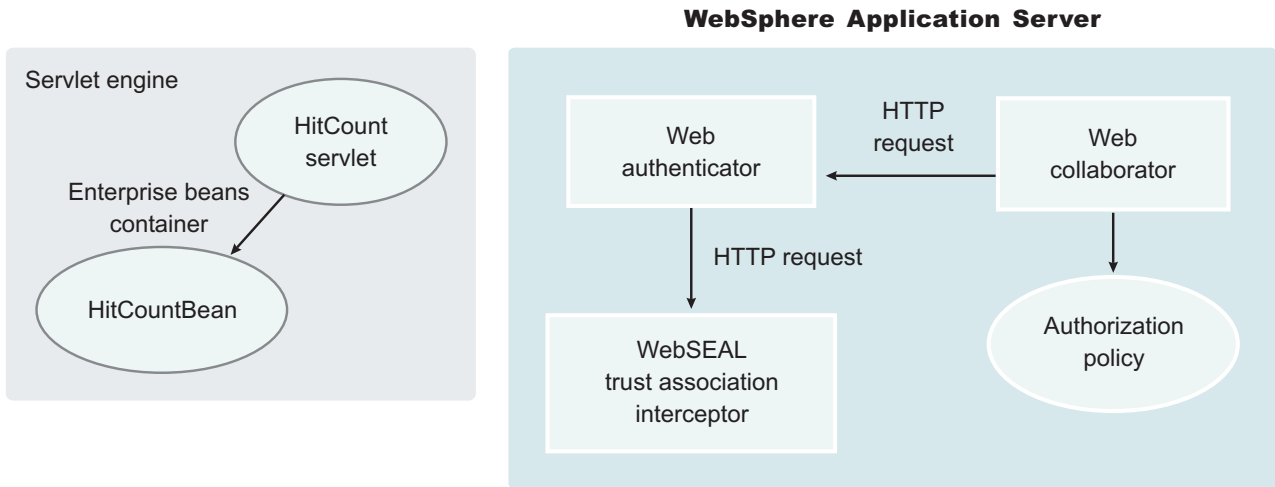 WebSphere Application Server
Servlet engine
HitCount
servlet
Enterprise beans
container
HitCountBean
Web
authenticator
HTTP
request
Web
collaborator
HTTP request
WebSEAL
trust association
interceptor
Authorization
policy